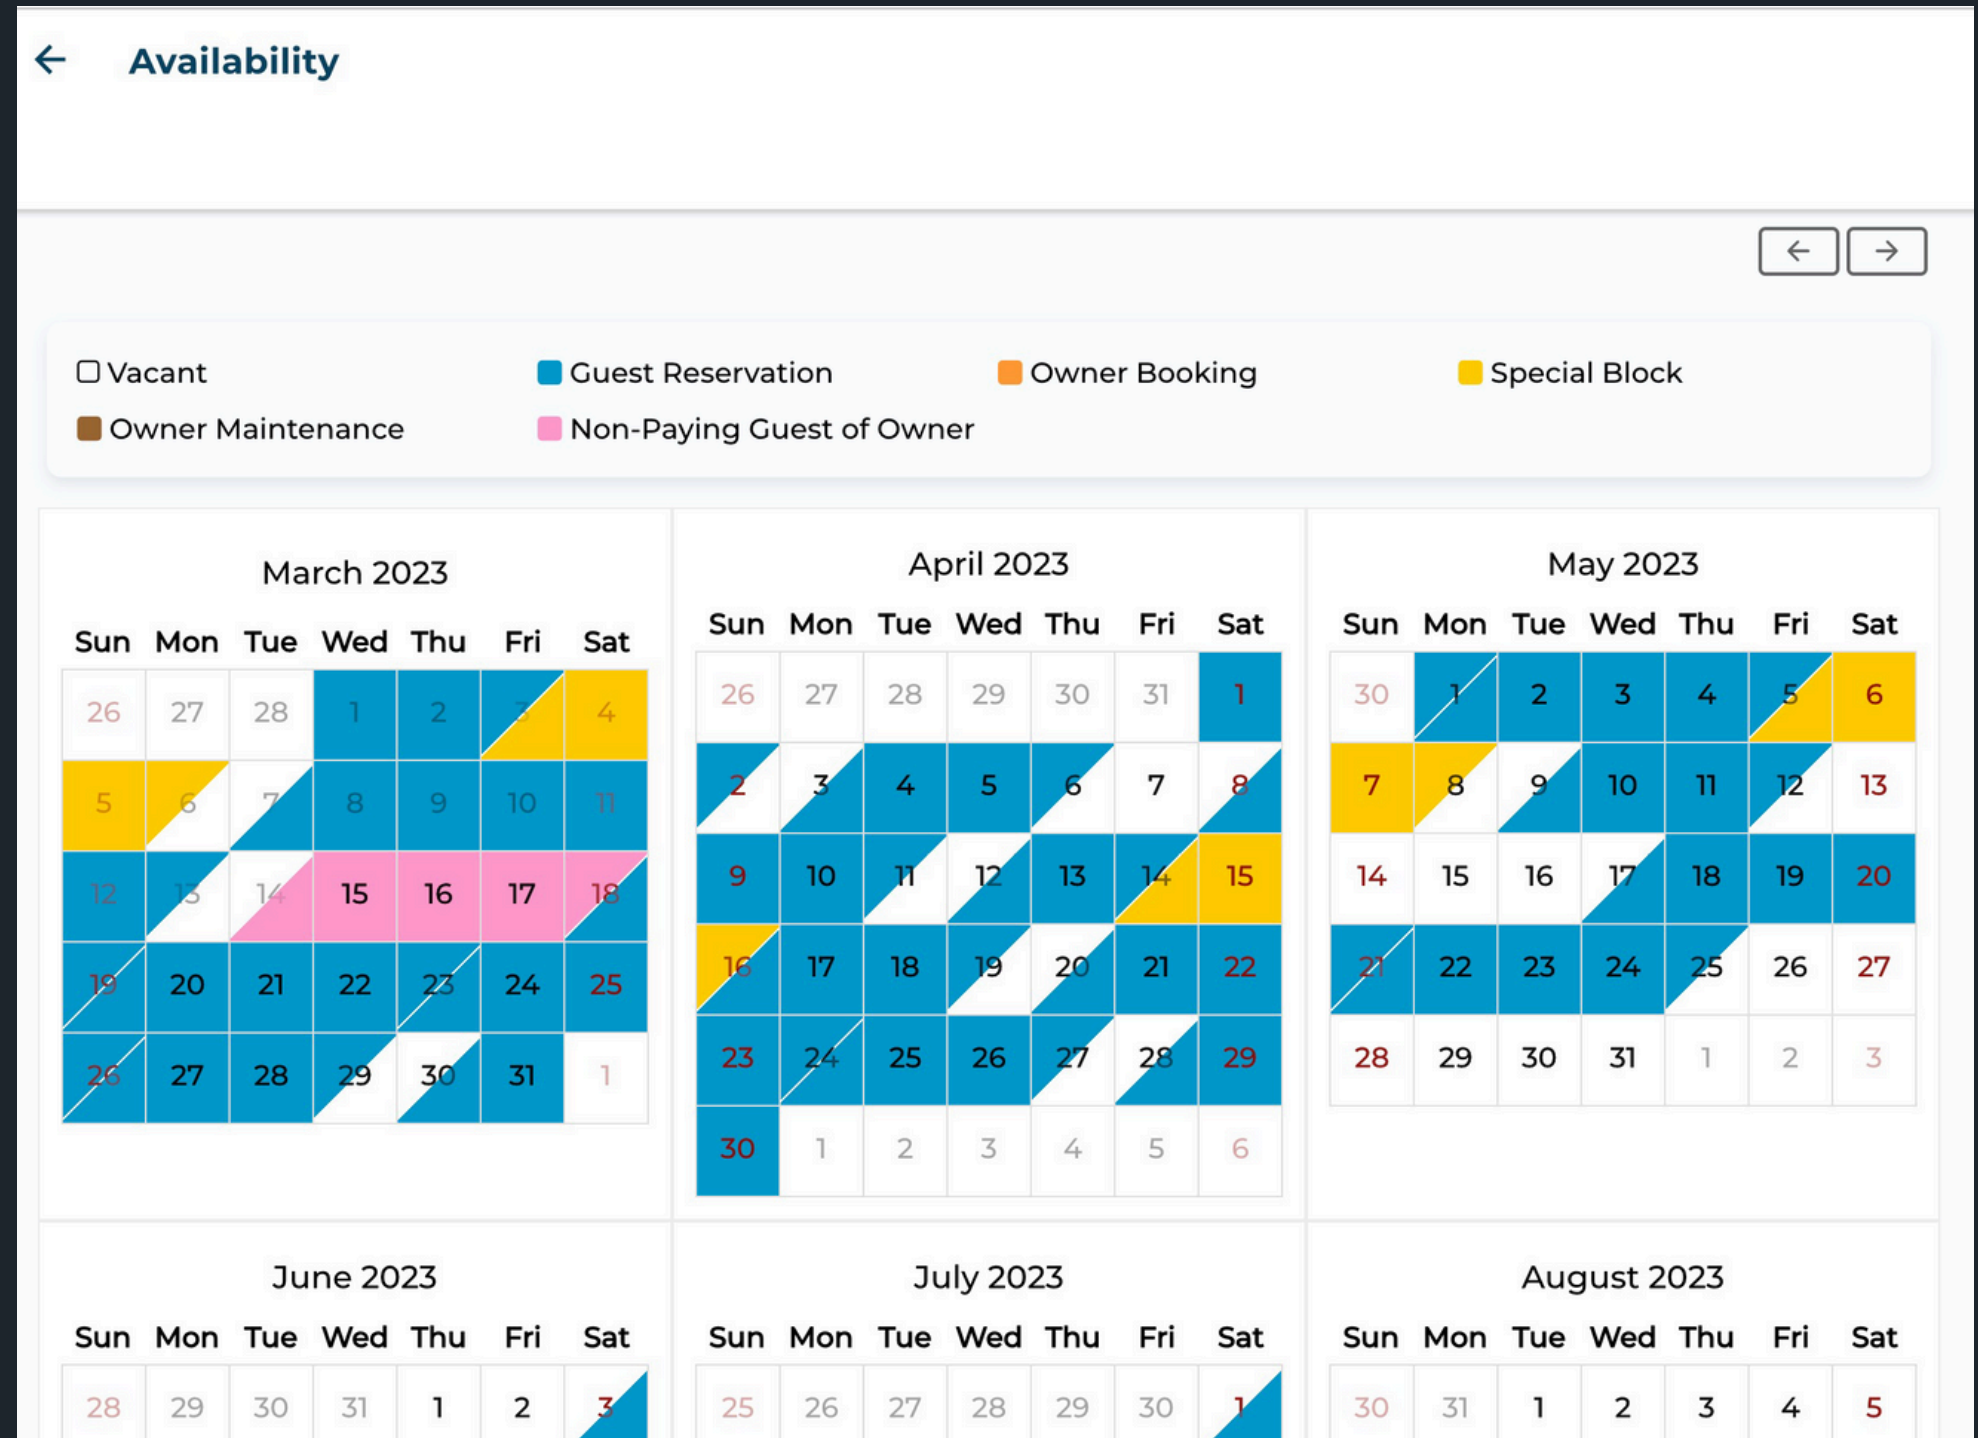 Availability
Vacant Guest Reservation Owner Booking Special Block
Owner Maintenance Non-Paying Guest of Owner
March 2023
Sun Mon Tue Wed Thu Fri Sat
26 27 28 1 2 3 4
5 6 7 8 9 10 11
12 13 14 15 16 17 18
19 20 21 22 23 24 25
26 27 28 29 30 31 1
April 2023
Sun Mon Tue Wed Thu Fri Sat
26 27 28 29 30 31 1
2 3 4 5 6 7 8
9 10 11 12 13 14 15
16 17 18 19 20 21 22
23 24 25 26 27 28 29
30 1 2 3 4 5 6
May 2023
Sun Mon Tue Wed Thu Fri Sat
30 1 2 3 4 5 6
7 8 9 10 11 12 13
14 15 16 17 18 19 20
21 22 23 24 25 26 27
28 29 30 31 1 2 3
June 2023
Sun Mon Tue Wed Thu Fri Sat
28 29 30 31 1 2 3
July 2023
Sun Mon Tue Wed Thu Fri Sat
25 26 27 28 29 30 1
August 2023
Sun Mon Tue Wed Thu Fri Sat
30 31 1 2 3 4 5